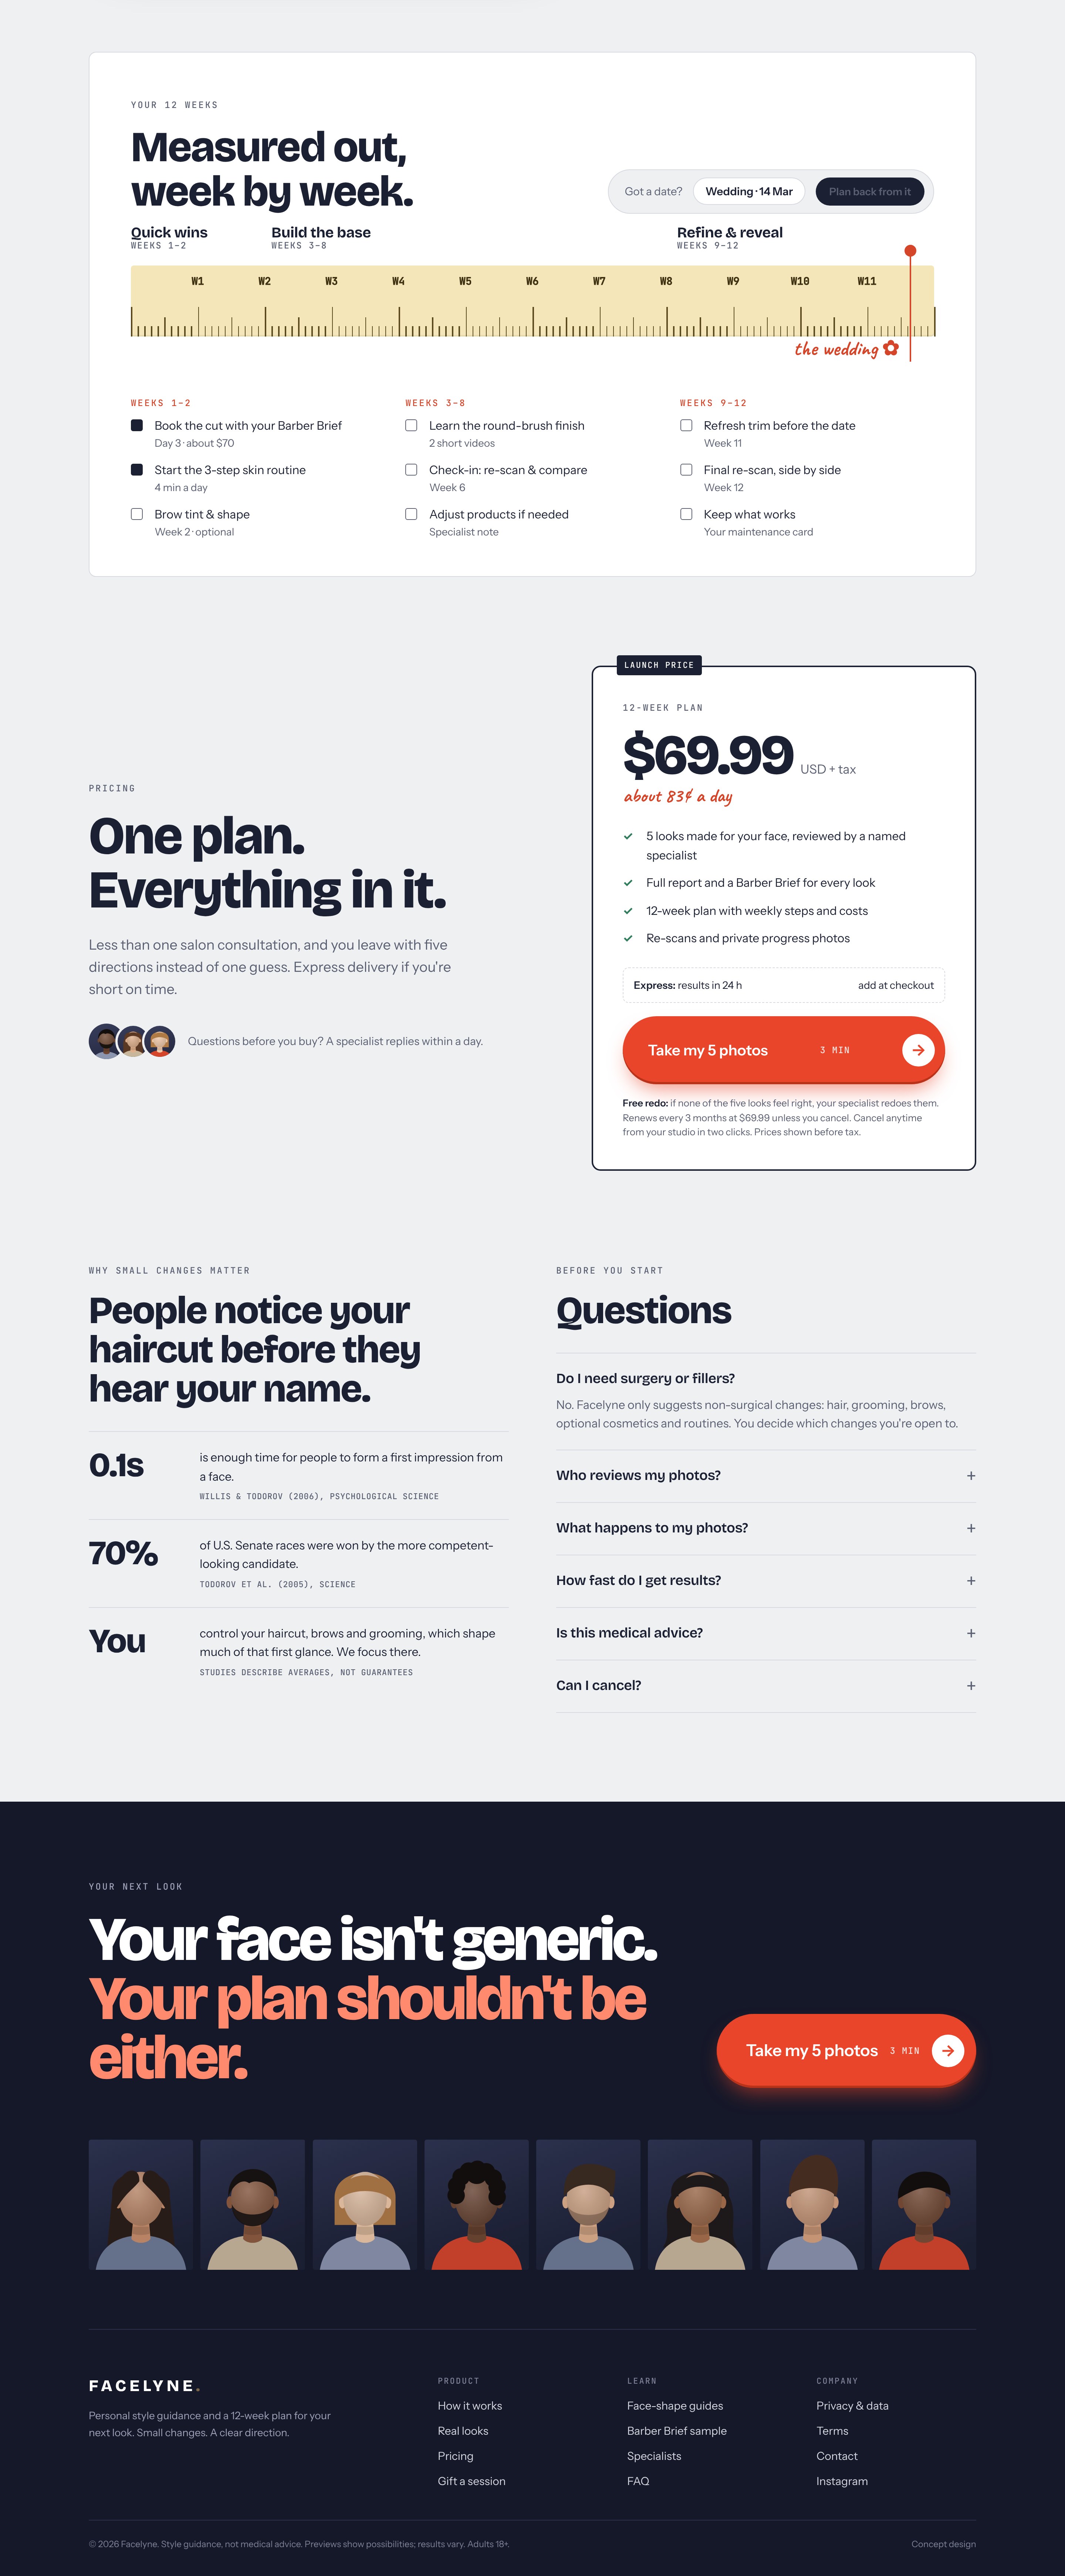 YOUR 12 WEEKS
Measured out,
week by week.
Got a date?
Wedding · 14 Mar
Plan back from it
Quick wins
WEEKS 1–2
Build the base
WEEKS 3–8
Refine & reveal
WEEKS 9–12
W1 W2 W3 W4 W5 W6 W7 W8 W9 W10 W11
the wedding ✿
WEEKS 1–2
Book the cut with your Barber Brief
Day 3 · about $70
Start the 3-step skin routine
4 min a day
Brow tint & shape
Week 2 · optional
WEEKS 3–8
Learn the round-brush finish
2 short videos
Check-in: re-scan & compare
Week 6
Adjust products if needed
Specialist note
WEEKS 9–12
Refresh trim before the date
Week 11
Final re-scan, side by side
Week 12
Keep what works
Your maintenance card
PRICING
One plan.
Everything in it.
Less than one salon consultation, and you leave with five
directions instead of one guess. Express delivery if you're
short on time.
Questions before you buy? A specialist replies within a day.
LAUNCH PRICE
12-WEEK PLAN
$69.99 USD + tax
about 83¢ a day
5 looks made for your face, reviewed by a named
specialist
Full report and a Barber Brief for every look
12-week plan with weekly steps and costs
Re-scans and private progress photos
Express: results in 24 h
add at checkout
Take my 5 photos 3 MIN
Free redo: if none of the five looks feel right, your specialist redoes them.
Renews every 3 months at $69.99 unless you cancel. Cancel anytime
from your studio in two clicks. Prices shown before tax.
WHY SMALL CHANGES MATTER
People notice your
haircut before they
hear your name.
0.1s
is enough time for people to form a first impression from
a face.
WILLIS & TODOROV (2006), PSYCHOLOGICAL SCIENCE
70%
of U.S. Senate races were won by the more competent-
looking candidate.
TODOROV ET AL. (2005), SCIENCE
You
control your haircut, brows and grooming, which shape
much of that first glance. We focus there.
STUDIES DESCRIBE AVERAGES, NOT GUARANTEES
BEFORE YOU START
Questions
Do I need surgery or fillers?
No. Facelyne only suggests non-surgical changes: hair, grooming, brows,
optional cosmetics and routines. You decide which changes you're open to.
Who reviews my photos? +
What happens to my photos? +
How fast do I get results? +
Is this medical advice? +
Can I cancel? +
YOUR NEXT LOOK
Your face isn't generic.
Your plan shouldn't be
either.
Take my 5 photos 3 MIN
FACELYNE.
Personal style guidance and a 12-week plan for your
next look. Small changes. A clear direction.
PRODUCT
How it works
Real looks
Pricing
Gift a session
LEARN
Face-shape guides
Barber Brief sample
Specialists
FAQ
COMPANY
Privacy & data
Terms
Contact
Instagram
© 2026 Facelyne. Style guidance, not medical advice. Previews show possibilities; results vary. Adults 18+.
Concept design